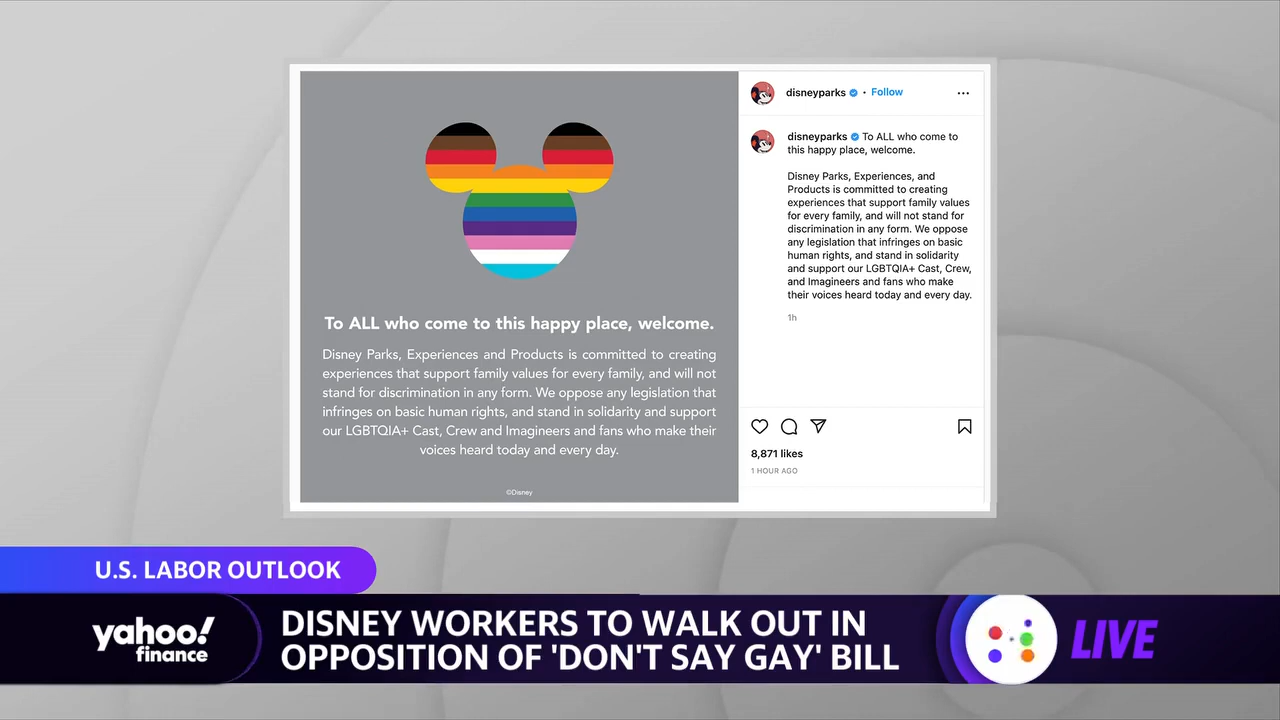 To ALL who come to this happy place, welcome.
Disney Parks, Experiences and Products is committed to creating
experiences that support family values for every family, and will not
stand for discrimination in any form. We oppose any legislation that
infringes on basic human rights, and stand in solidarity and support
our LGBTQIA+ Cast, Crew and Imagineers and fans who make their
voices heard today and every day.
©Disney
disneyparks • Follow
disneyparks To ALL who come to
this happy place, welcome.
Disney Parks, Experiences, and
Products is committed to creating
experiences that support family values
for every family, and will not stand for
discrimination in any form. We oppose
any legislation that infringes on basic
human rights, and stand in solidarity
and support our LGBTQIA+ Cast, Crew,
and Imagineers and fans who make
their voices heard today and every day.
1h
8,871 likes
1 HOUR AGO
U.S. LABOR OUTLOOK
yahoo!
finance
DISNEY WORKERS TO WALK OUT IN
OPPOSITION OF 'DON'T SAY GAY' BILL
LIVE